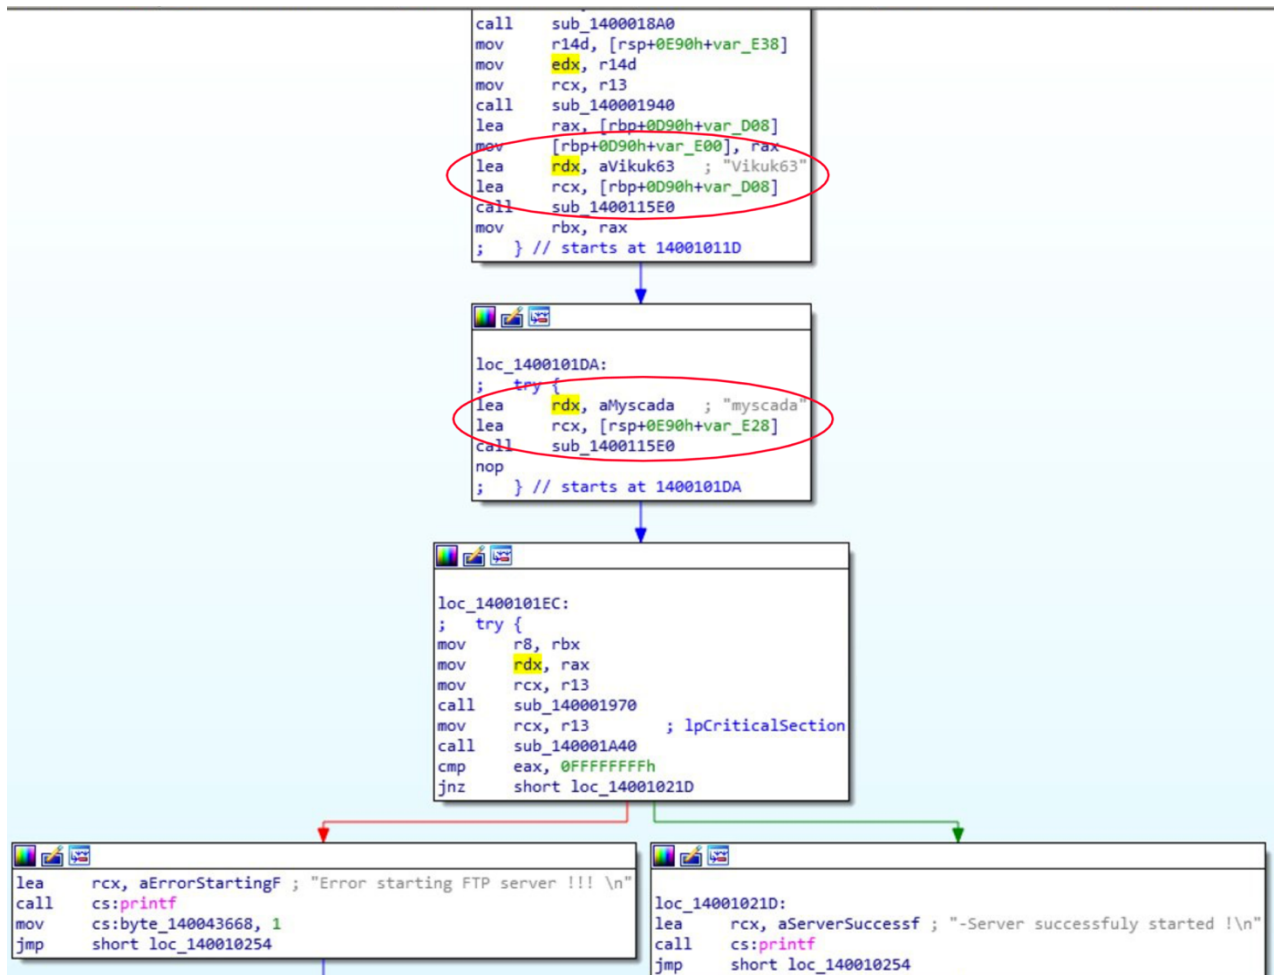 call sub_1400018A0
mov r14d, [rsp+0E90h+var_E38]
mov edx, r14d
mov rcx, r13
call sub_140001940
lea rax, [rbp+0D90h+var_D08]
mov [rbp+0D90h+var_E00], rax
lea rdx, aVikuk63 ; "Vikuk63"
lea rcx, [rbp+0D90h+var_D08]
call sub_1400115E0
mov rbx, rax
; } // starts at 14001011D
loc_1400101DA:
; try {
lea rdx, aMyscada ; "myscada"
lea rcx, [rsp+0E90h+var_E28]
call sub_1400115E0
nop
; } // starts at 1400101DA
loc_1400101EC:
; try {
mov r8, rbx
mov rdx, rax
mov rcx, r13
call sub_140001970
mov rcx, r13 ; lpCriticalSection
call sub_140001A40
cmp eax, 0FFFFFFFFh
jnz short loc_14001021D
lea rcx, aErrorStartingF ; "Error starting FTP server !!! \n"
call cs:printf
mov cs:byte_140043668, 1
jmp short loc_140010254
loc_14001021D:
lea rcx, aServerSuccessf ; "-Server successfuly started !\n"
call cs:printf
jmp short loc_140010254